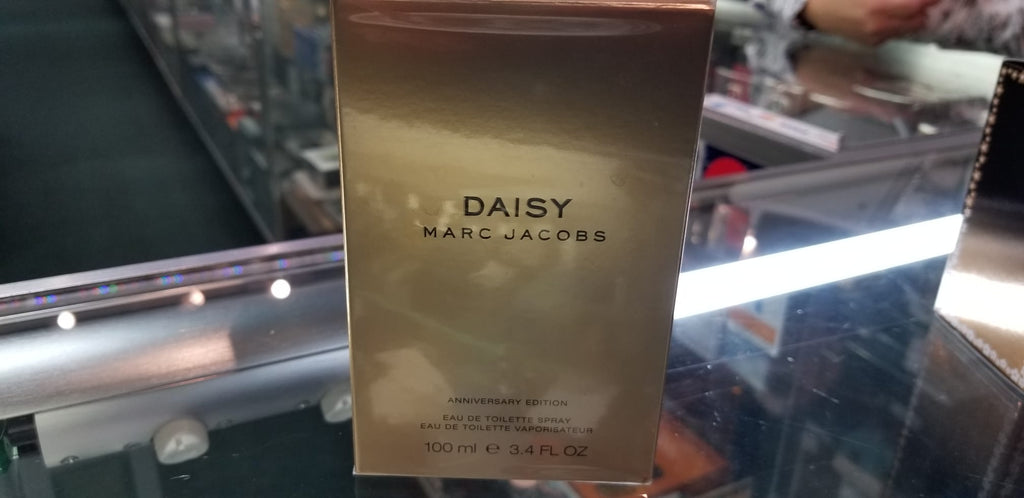 DAISY
MARC JACOBS
ANNIVERSARY EDITION
EAU DE TOILETTE SPRAY
EAU DE TOILETTE VAPORISATEUR
100 ml ℮ 3.4 FL OZ